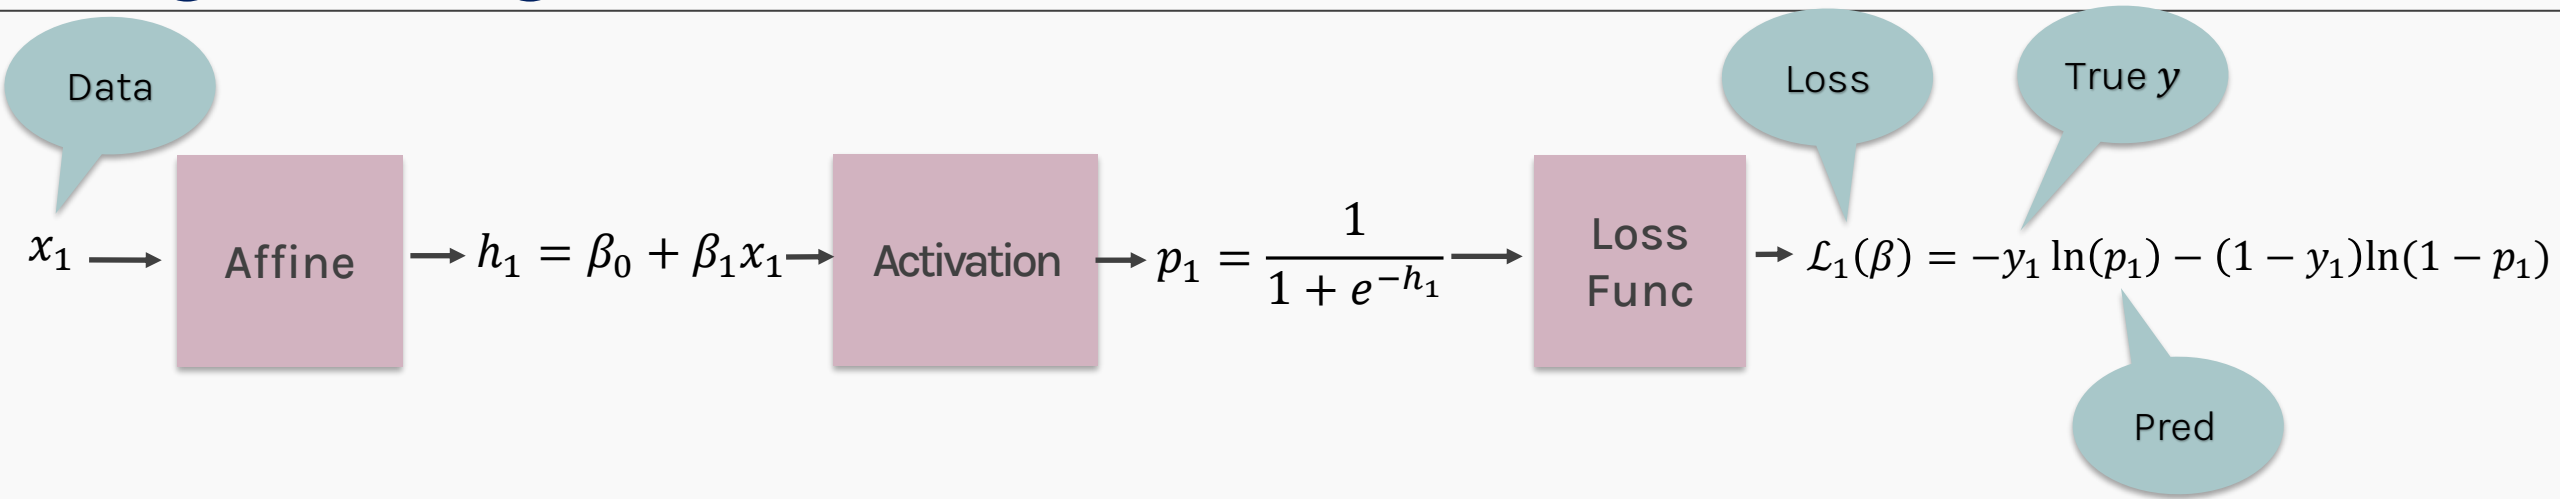 Data
Loss
True y
x₁
Affine
h₁ = β₀ + β₁x₁
Activation
p₁ = 1 / (1 + e^(−h₁))
Loss
Func
ℒ₁(β) = −y₁ ln(p₁) − (1 − y₁)ln(1 − p₁)
Pred